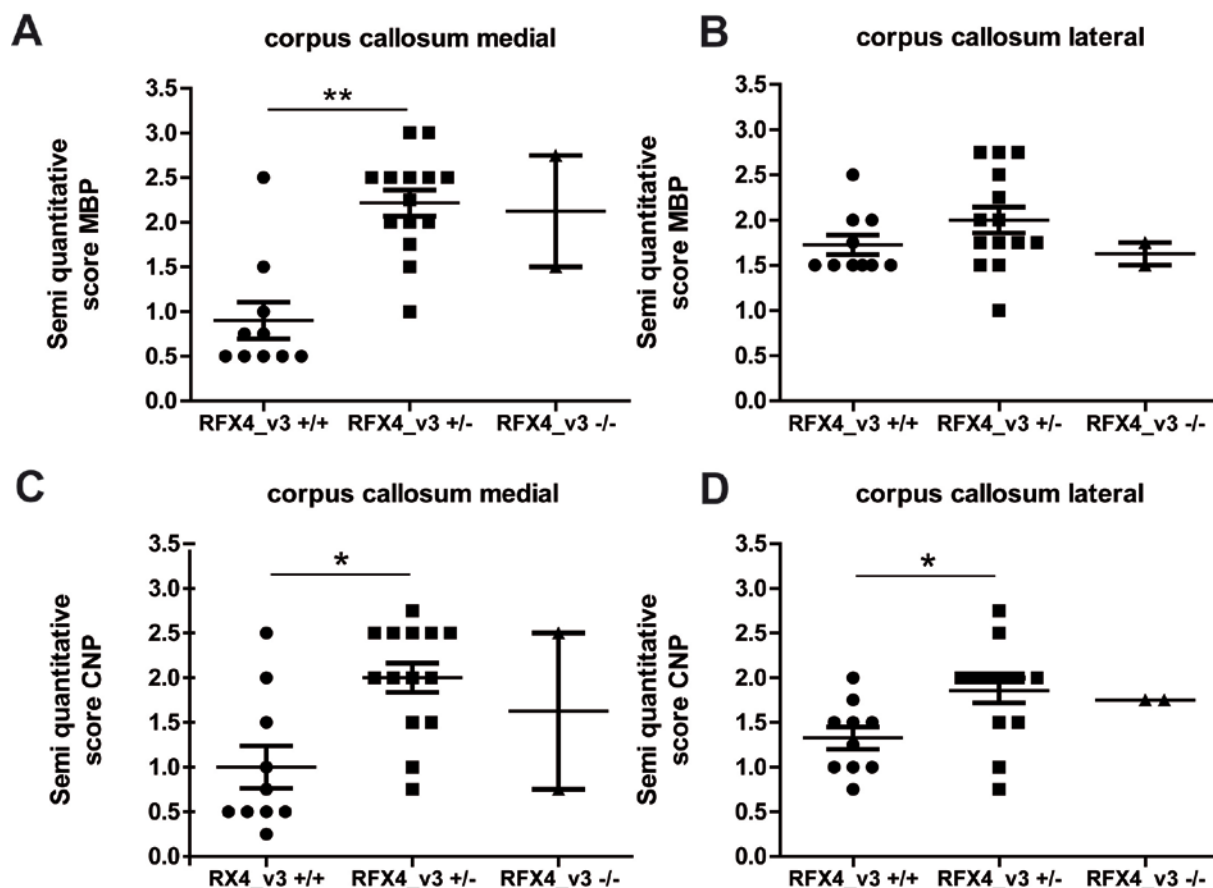 A
corpus callosum medial
Semi quantitative
score MBP
3.5
3.0
2.5
2.0
1.5
1.0
0.5
0.0
**
RFX4_v3 +/+
RFX4_v3 +/-
RFX4_v3 -/-
B
corpus callosum lateral
Semi quantitative
score MBP
3.5
3.0
2.5
2.0
1.5
1.0
0.5
0.0
RFX4_v3 +/+
RFX4_v3 +/-
RFX4_v3 -/-
C
corpus callosum medial
Semi quantitative
score CNP
3.5
3.0
2.5
2.0
1.5
1.0
0.5
0.0
*
RX4_v3 +/+
RFX4_v3 +/-
RFX4_v3 -/-
D
corpus callosum lateral
Semi quantitative
score CNP
3.5
3.0
2.5
2.0
1.5
1.0
0.5
0.0
*
RFX4_v3 +/+
RFX4_v3 +/-
RFX4_v3 -/-